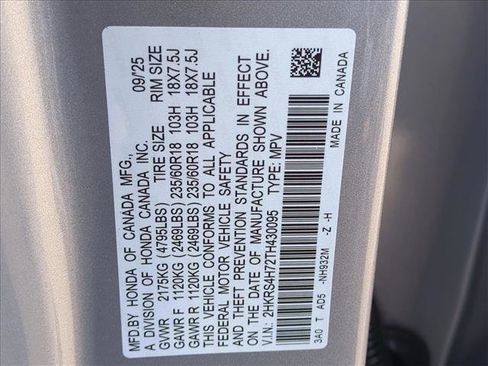 MFD.BY HONDA OF CANADA MFG., 09/25
A DIVISION OF HONDA CANADA INC.
GVWR 2175KG (4795LBS) TIRE SIZE RIM SIZE
GAWR F 1120KG (2469LBS) 235/60R18 103H 18X7.5J
GAWR R 1120KG (2469LBS) 235/60R18 103H 18X7.5J
THIS VEHICLE CONFORMS TO ALL APPLICABLE
FEDERAL MOTOR VEHICLE SAFETY
AND THEFT PREVENTION STANDARDS IN EFFECT
ON THE DATE OF MANUFACTURE SHOWN ABOVE.
V.I.N.: 2HKRS4H72TH430095 TYPE: MPV
3A0 T AD5 -NH932M -Z -H MADE IN CANADA